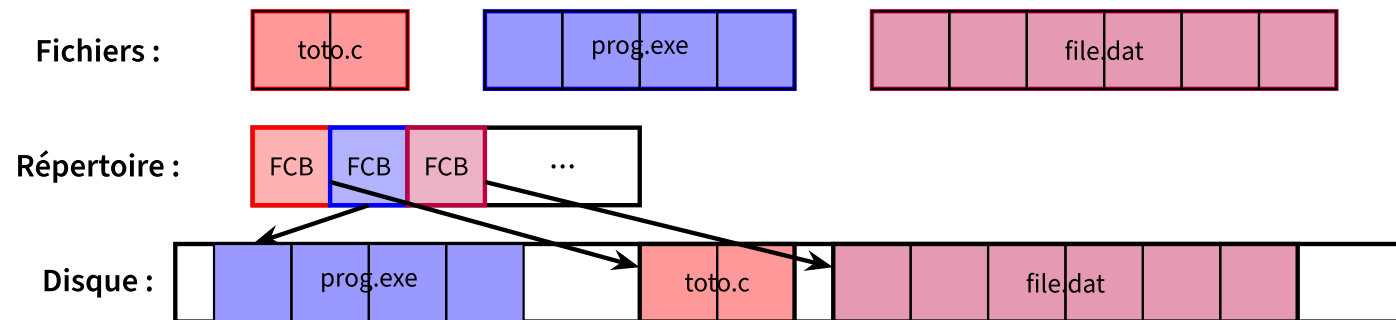 Fichiers : toto.c prog.exe file.dat
Répertoire : FCB FCB FCB ...
Disque : prog.exe toto.c file.dat